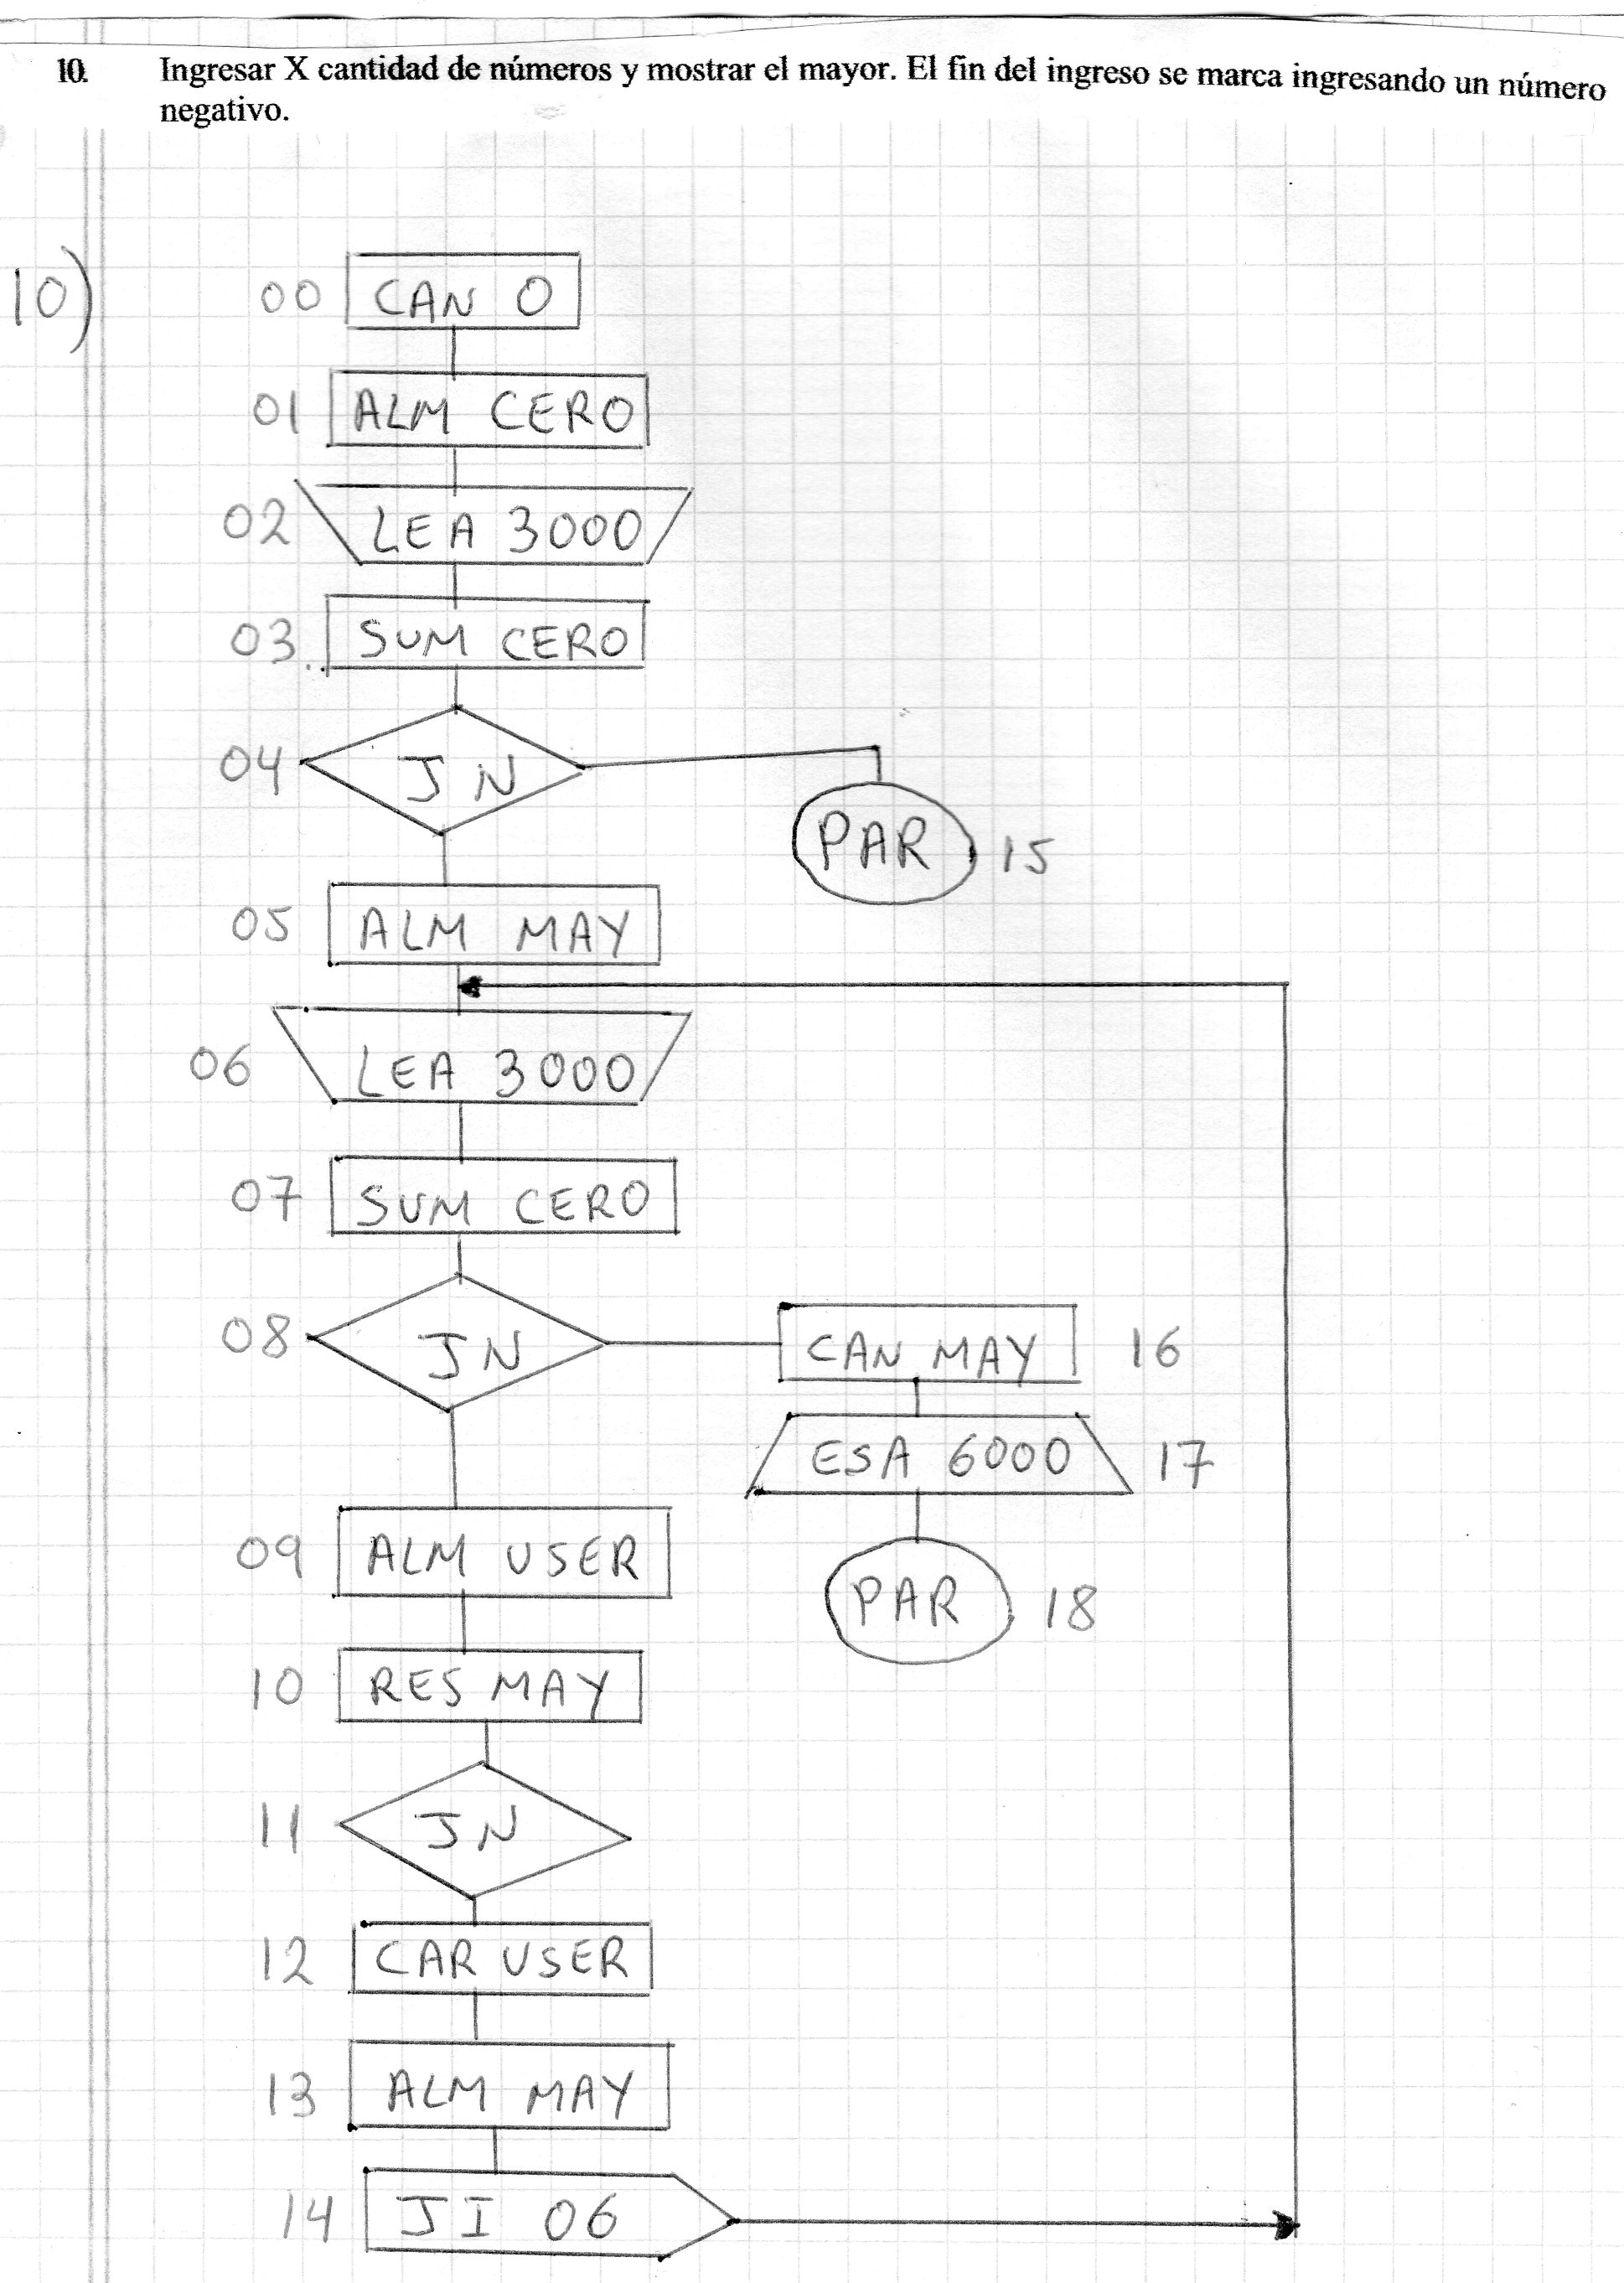 10. Ingresar X cantidad de números y mostrar el mayor. El fin del ingreso se marca ingresando un número
negativo.
10)
00 CAN 0
01 ALM CERO
02 LEA 3000
03 SUM CERO
04 JN
PAR 15
05 ALM MAY
06 LEA 3000
07 SUM CERO
08 JN
CAN MAY 16
ESA 6000 17
PAR 18
09 ALM USER
10 RES MAY
11 JN
12 CAR USER
13 ALM MAY
14 JI 06